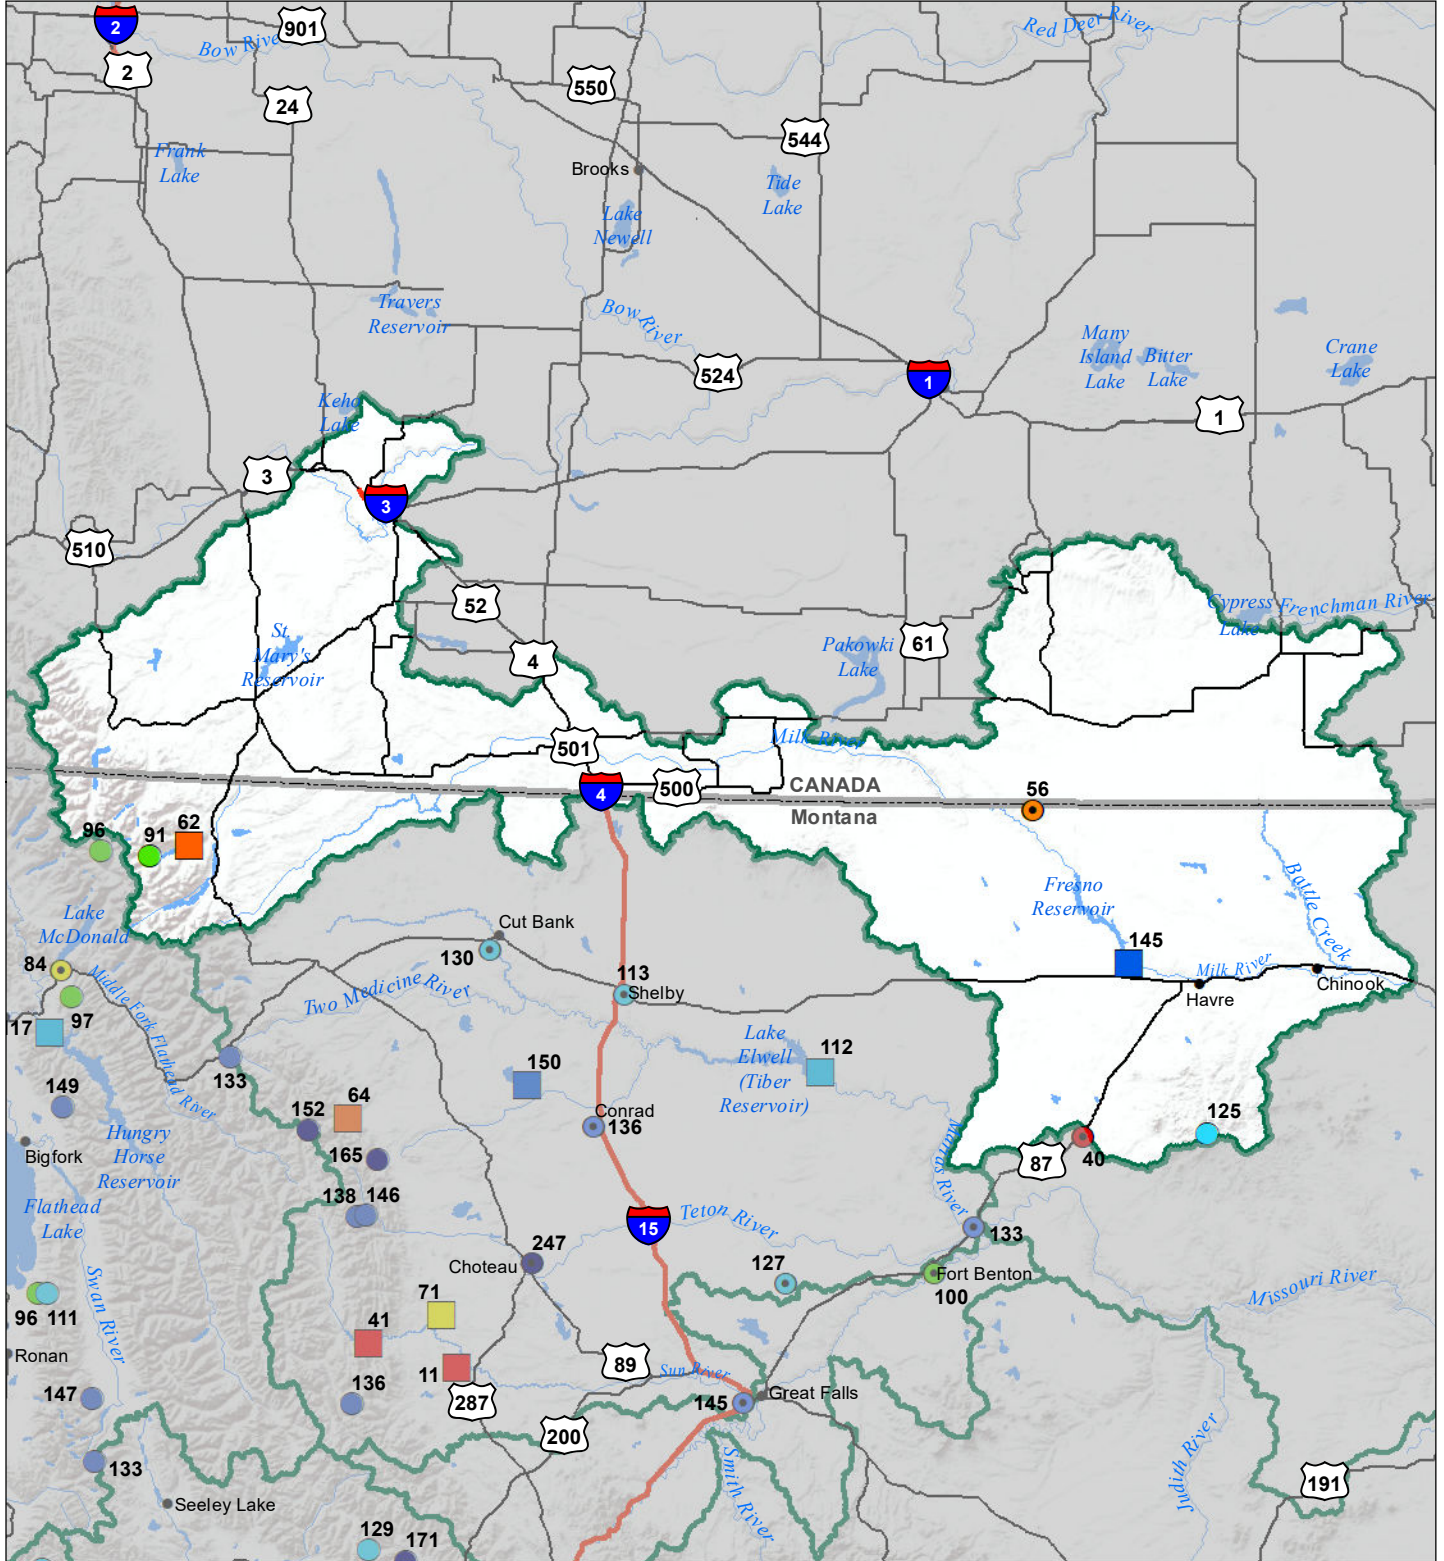 2
901
Bow River
Red Deer River
2
24
550
544
Frank
Lake
Brooks
Tide
Lake
Lake
Newell
Travers
Reservoir
Bow River
524
1
Many
Island
Lake
Bitter
Lake
Crane
Lake
Keho
Lake
1
3
3
510
52
Cypress
Lake
Frenchman River
St.
Mary's
Reservoir
4
Pakowki
Lake
61
501
Milk River
4
500
CANADA
Montana
56
96
91
62
Fresno
Reservoir
Battle Creek
Lake
McDonald
Cut Bank
130
145
Milk River
84
Middle Fork Flathead River
Two Medicine River
113
Shelby
Havre
Chinook
97
17
Lake
Elwell
(Tiber
Reservoir)
112
133
150
149
64
152
Conrad
136
125
Hungry
Horse
Reservoir
Bigfork
165
Marias River
87
40
138
146
Flathead
Lake
15
Teton River
133
247
Choteau
127
Fort Benton
100
Missouri River
Swan River
96
111
71
41
11
Ronan
89
Sun River
147
136
287
145
Great Falls
200
133
Smith River
Judith River
191
Seeley Lake
129
171